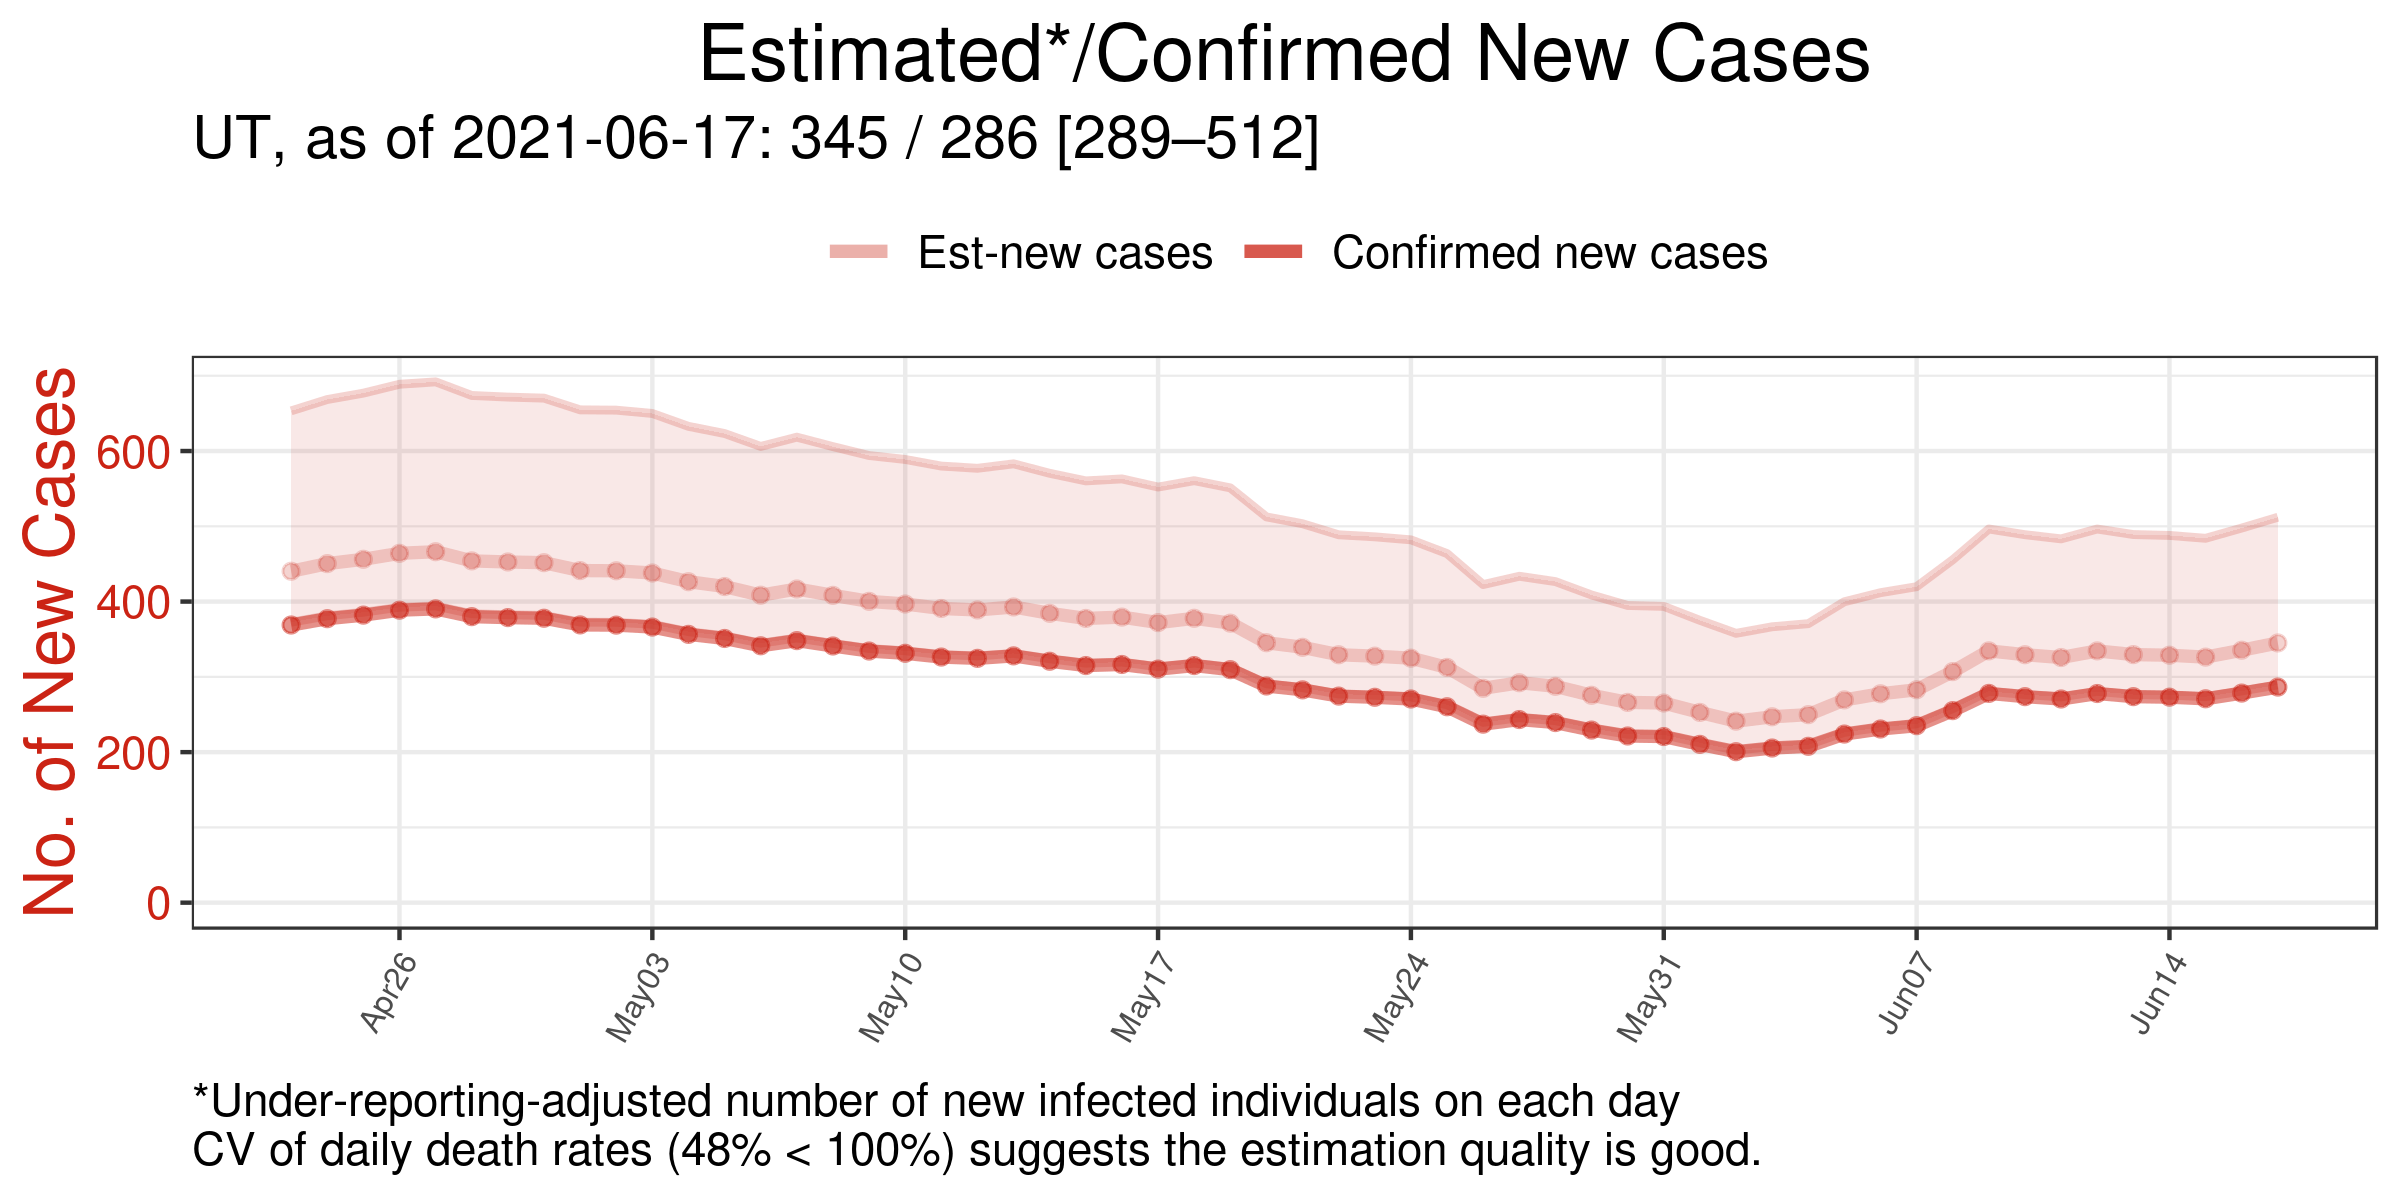 Estimated*/Confirmed New Cases
UT, as of 2021-06-17: 345 / 286 [289–512]
Est-new cases
Confirmed new cases
No. of New Cases
600
400
200
0
Apr26
May03
May10
May17
May24
May31
Jun07
Jun14
*Under-reporting-adjusted number of new infected individuals on each day
CV of daily death rates (48% < 100%) suggests the estimation quality is good.